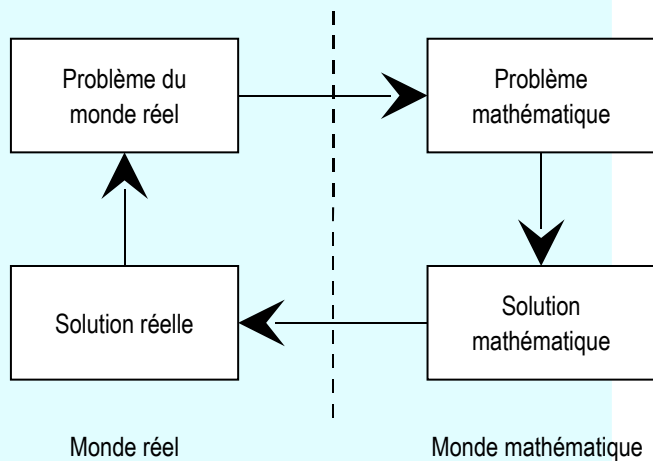 Problème du
monde réel
Problème
mathématique
Solution réelle
Solution
mathématique
Monde réel
Monde mathématique